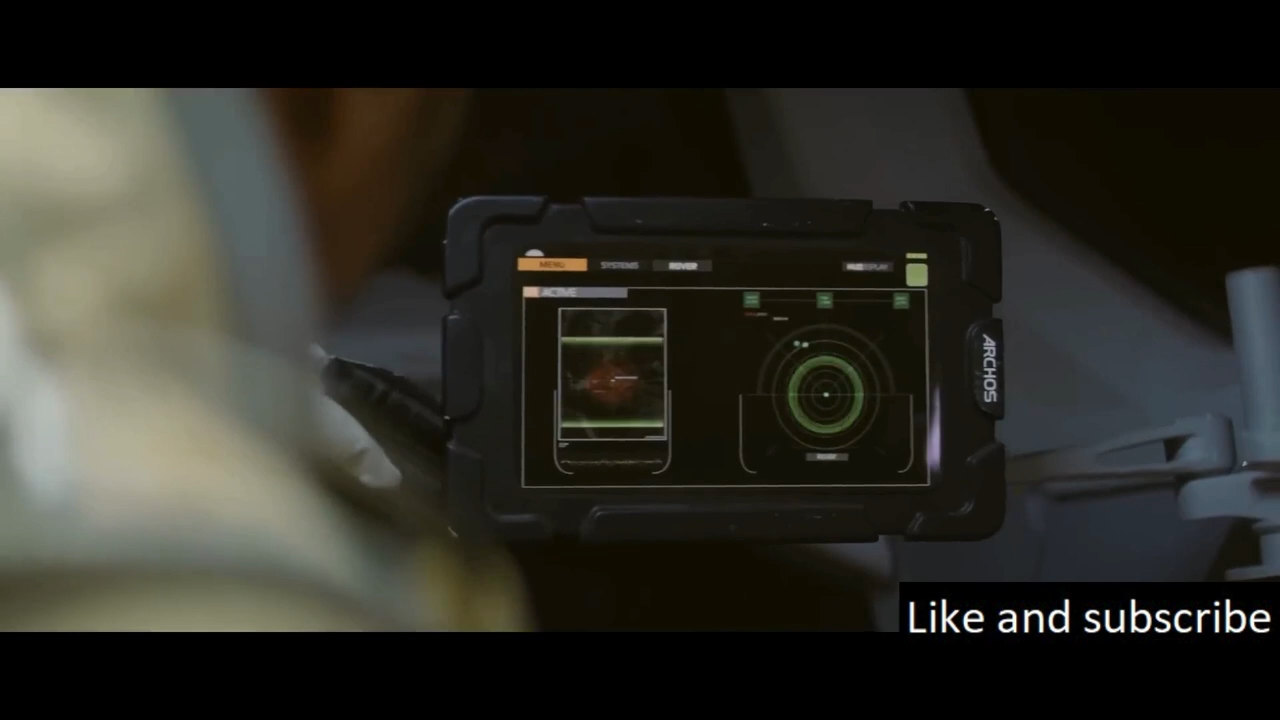 MENU
SYSTEMS
ROVER
ACTIVE
ARCHOS
Like and subscribe